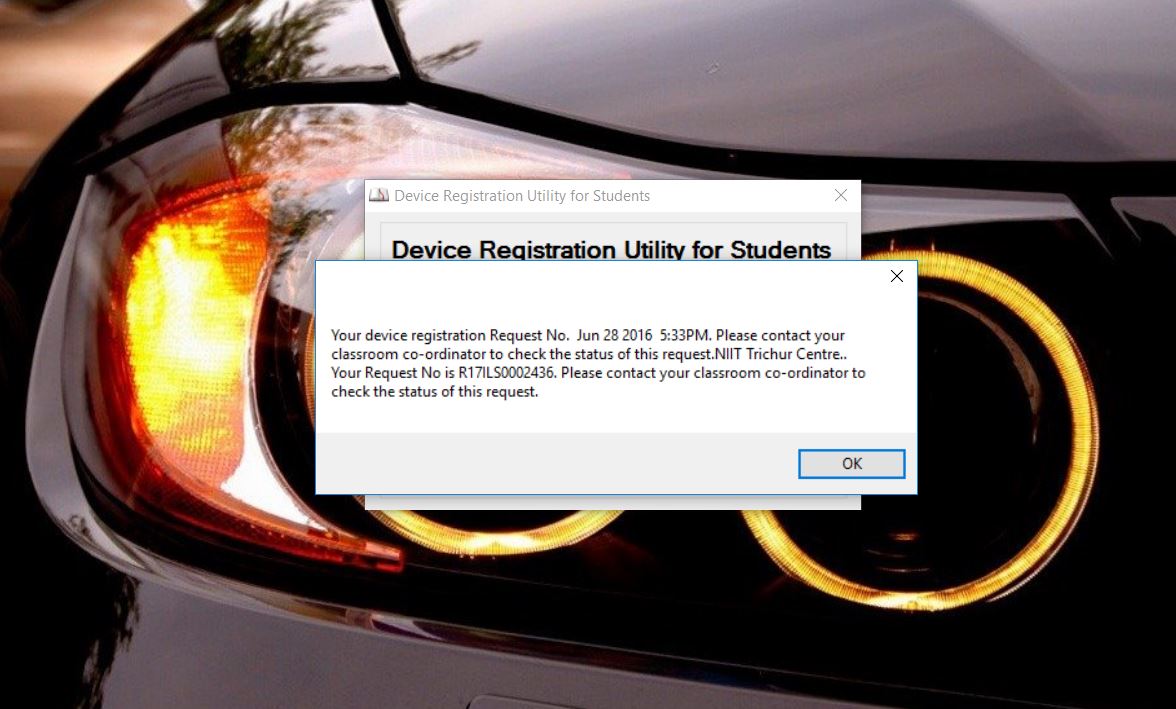 Device Registration Utility for Students
Device Registration Utility for Students
Your device registration Request No.  Jun 28 2016  5:33PM. Please contact your
classroom co-ordinator to check the status of this request.NIIT Trichur Centre..
Your Request No is R17ILS0002436. Please contact your classroom co-ordinator to
check the status of this request.
OK